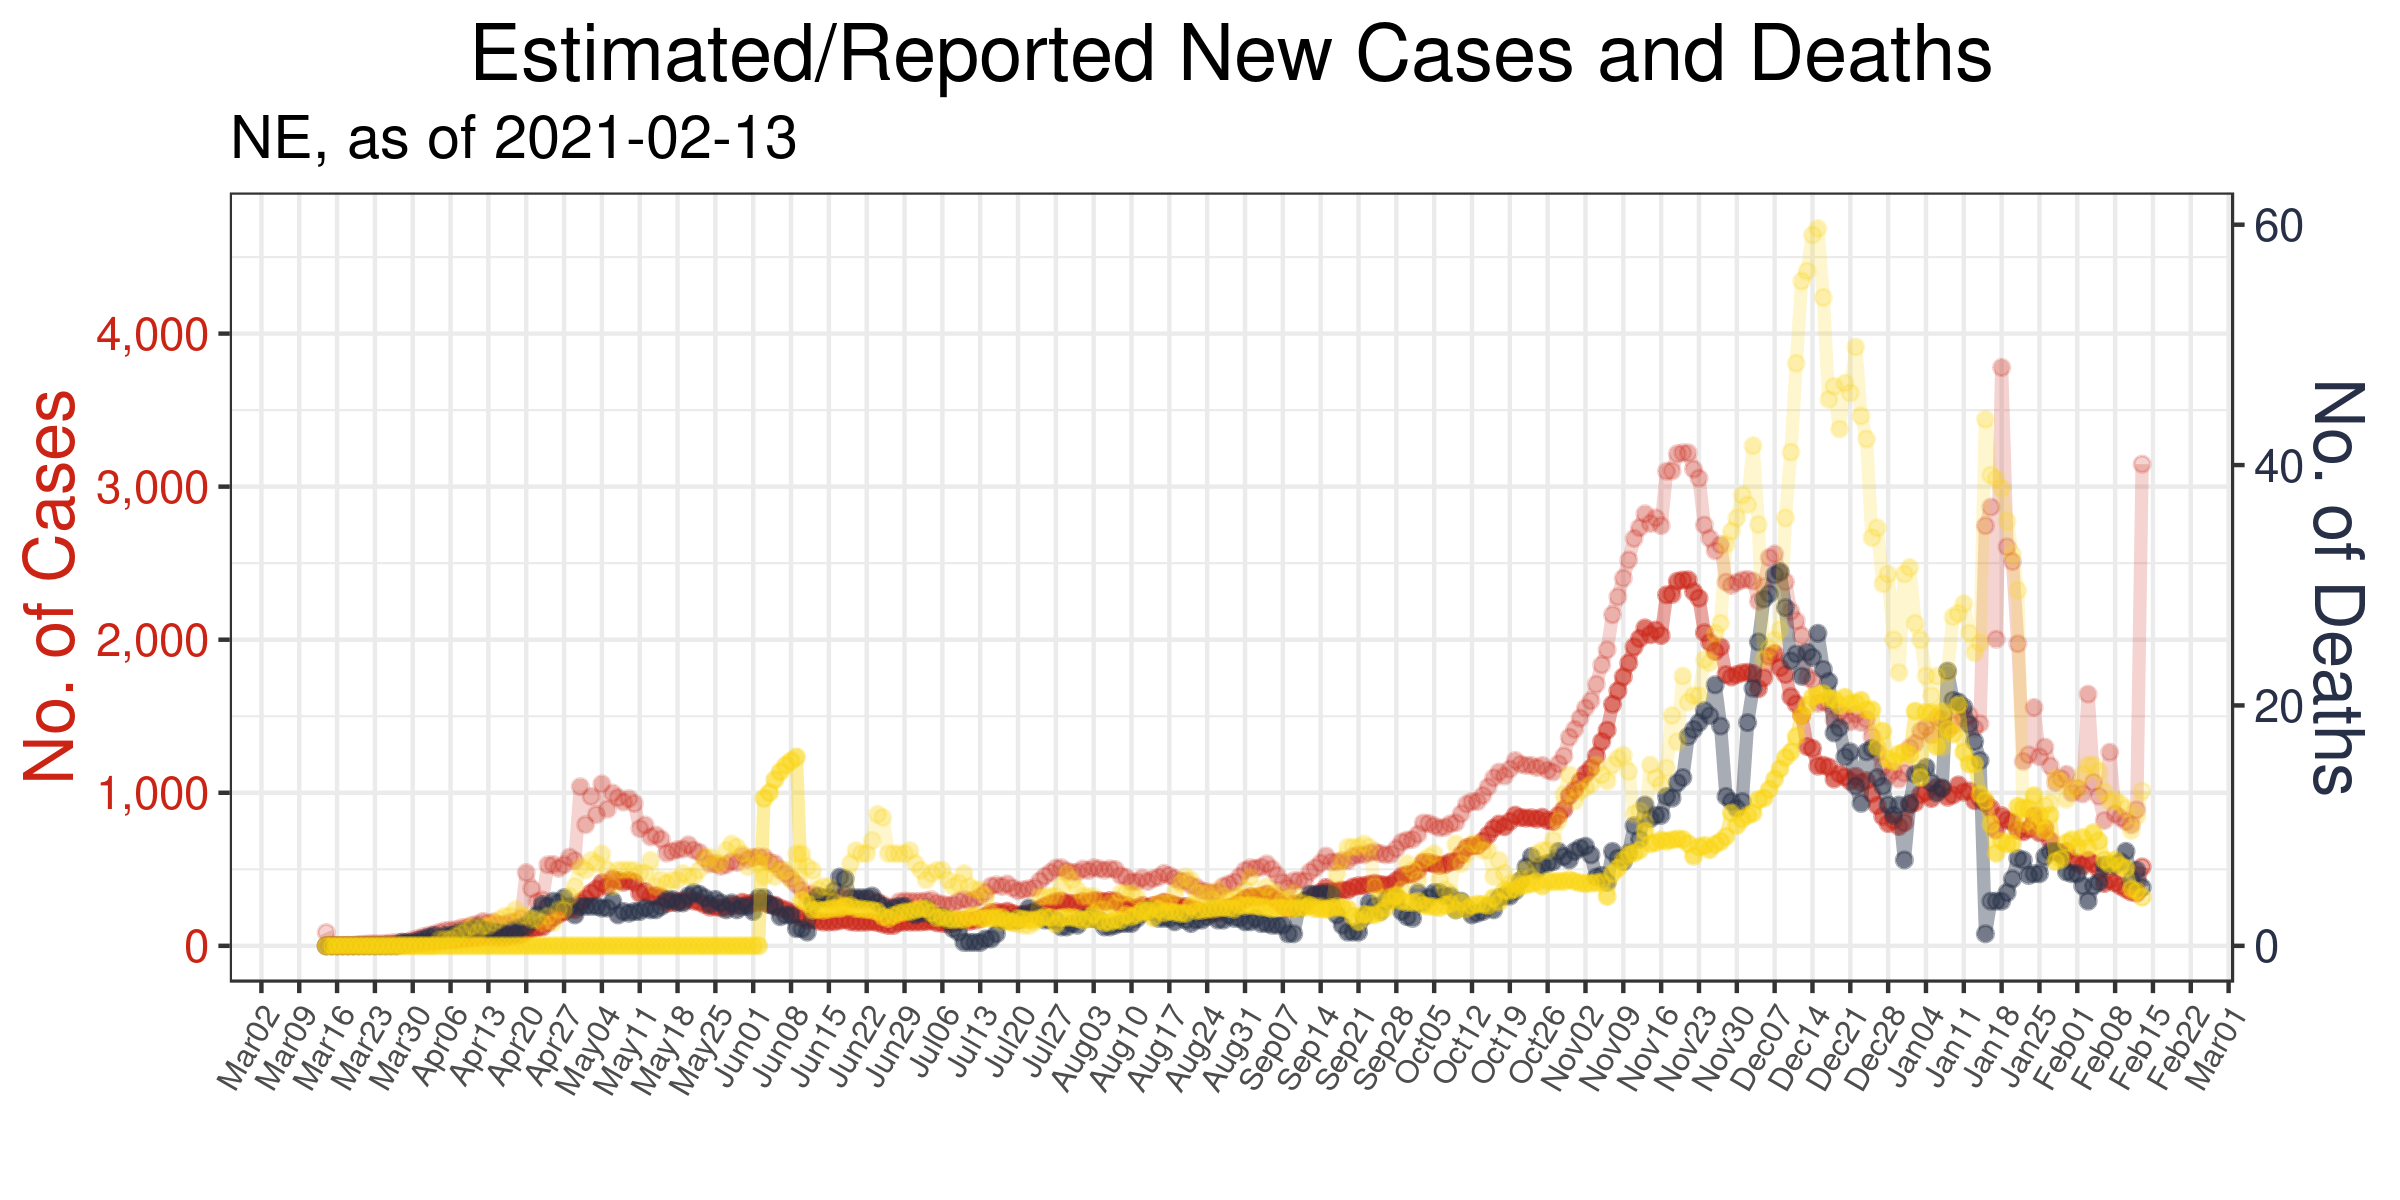 Estimated/Reported New Cases and Deaths
NE, as of 2021-02-13
No. of Cases
4,000
3,000
2,000
1,000
0
60
40
20
0
No. of Deaths
Mar02
Mar09
Mar16
Mar23
Mar30
Apr06
Apr13
Apr20
Apr27
May04
May11
May18
May25
Jun01
Jun08
Jun15
Jun22
Jun29
Jul06
Jul13
Jul20
Jul27
Aug03
Aug10
Aug17
Aug24
Aug31
Sep07
Sep14
Sep21
Sep28
Oct05
Oct12
Oct19
Oct26
Nov02
Nov09
Nov16
Nov23
Nov30
Dec07
Dec14
Dec21
Dec28
Jan04
Jan11
Jan18
Jan25
Feb01
Feb08
Feb15
Feb22
Mar01